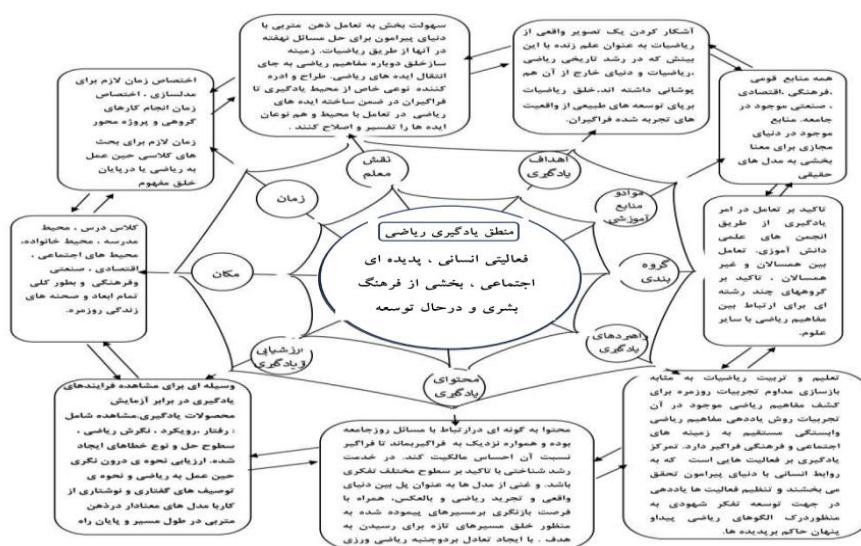 سهولت بخش به تعامل ذهن متربی با
دنیای پیرامون برای حل مسائل نهفته
در آنها از طریق ریاضیات. زمینه
سازخلق دوباره مفاهیم ریاضی به جای
انتقال ایده های ریاضی. طراح و اداره
کننده نوعی خاص از محیط یادگیری تا
فراگیران در ضمن ساخته ایده های
ریاضی در تعامل با محیط و هم نوعان
ایده ها را تفسیر و اصلاح کنند .
آشکار کردن یک تصویر واقعی از
ریاضیات به عنوان علم زنده با این
بینش که در رشد تاریخی ریاضی
،ریاضیات و دنیای خارج از آن هم
پوشانی داشته اند.خلق ریاضیات
برپای توسعه های طبیعی از واقعیت
های تجربه شده فراگیران.
همه منابع قومی
،فرهنگی ،اقتصادی
، صنعتی موجود در
جامعه. منابع
موجود در دنیای
مجازی برای معنا
بخشی به مدل های
حقیقی
اختصاص زمان لازم برای
مدلسازی . اختصاص
زمان انجام کارهای
گروهی و پروژه محور
زمان لازم برای بحث
های کلاسی حین عمل
به ریاضی یا درپایان
خلق مفهوم
نقش
معلم
اهداف
یادگیری
موادو
منابع
آموزشی
زمان
مکان
گروه
بندی
راهبردهای
یادگیری
محتوای
یادگیری
ارزشیابی
ازیادگیری
منطق یادگیری ریاضی
فعالیتی انسانی ، پدیده ای
اجتماعی ، بخشی از فرهنگ
بشری و درحال توسعه
تاکید بر تعامل در امر
یادگیری از طریق
انجمن های علمی
دانش آموزی. تعامل
بین همسالان و غیر
همسالان ، تاکید بر
گروههای چند رشته
ای برای ارتباط بین
مفاهیم ریاضی با سایر
علوم.
کلاس درس ، محیط
مدرسه ، محیط خانواده،
محیط های اجتماعی ،
اقتصادی ، صنعتی
وفرهنگی و بطور کلی
تمام ابعاد و صحنه های
زندگی روزمره.
تعلیم و تربیت ریاضیات به مثابه
بازسازی مداوم تجربیات روزمره برای
کشف مفاهیم ریاضی موجود در آن
تجربیات روش یاددهی مفاهیم ریاضی
وابستگی مستقیم به زمینه های
اجتماعی و فرهنگی فراگیر دارد. تمرکز
یادگیری بر فعالیت هایی است که به
روابط انسانی با دنیای پیرامون تحقق
می بخشند و تنظیم فعالیت ها یاددهی
در جهت توسعه تفکر شهودی به
منظوردرک الگوهای ریاضی پیداو
پنهان حاکم برپدیده ها.
محتوا به گونه ای درارتباط با مسائل روزجامعه
بوده و همواره نزدیک به فراگیربماند تا فراگیر
نسبت آن احساس مالکیت کند. در خدمت
رشد شناختی با تاکید بر سطوح مختلف تفکری
باشد. و غنی از مدل ها به عنوان پل بین دنیای
واقعی و تجرید ریاضی و بالعکس، همراه با
فرصت بازنگری برمسیرهای پیموده شده به
منظور خلق مسیرهای تازه برای رسیدن به
هدف . با ایجاد تعادل بردوجنبه ریاضی ورزی
وسیله ای برای مشاهده فرایندهای
یادگیری در برابر آزمایش
محصولات یادگیری.مشاهده شامل
: رفتار ،رویکرد ، نگرش ریاضی ،
سطوح حل و نوع خطاهای ایجاد
شده. ارزیابی نحوه ی درون نگری
حین عمل به ریاضی و نحوه ی
توصیف های گفتاری و نوشتاری از
کاربا مدل های معنادار درذهن
متربی در طول مسیر و پایان راه